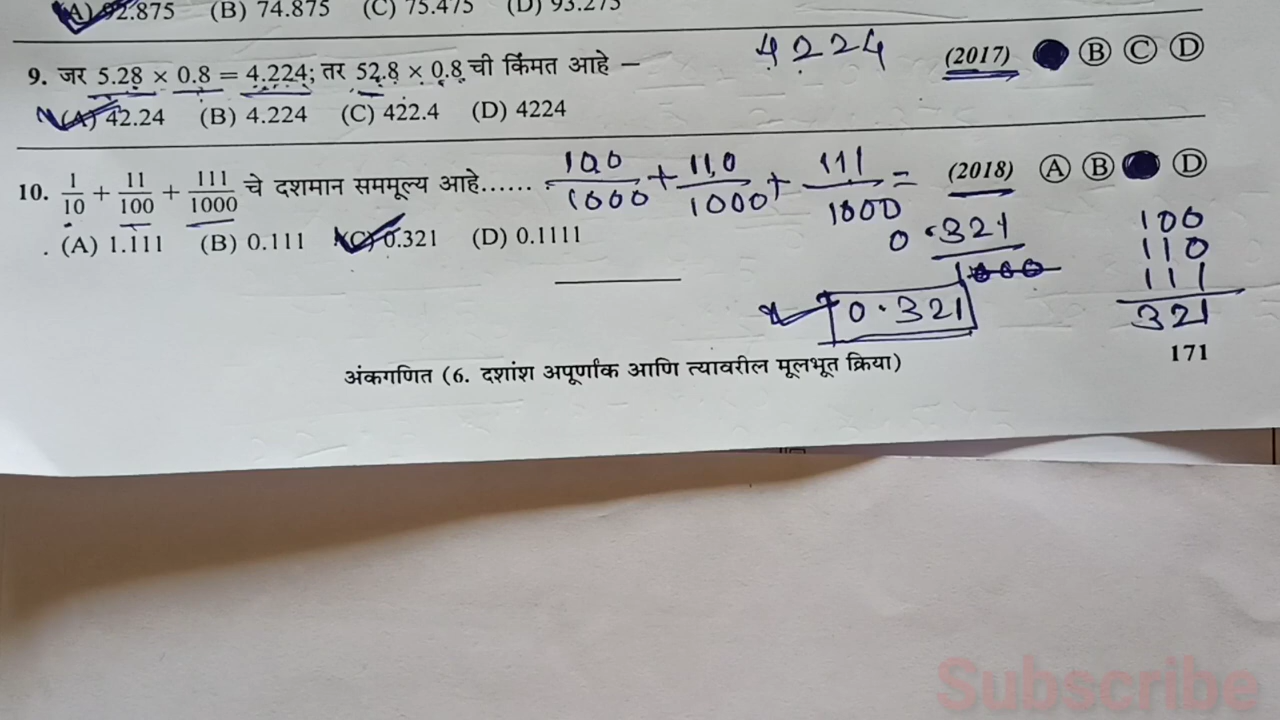 (A) 92.875 (B) 74.875 (C) 75.475 (D) 93.275
9. जर 5.28 × 0.8 = 4.224; तर 52.8 × 0.8 ची किंमत आहे –
4224
(2017) B C D
(A) 42.24 (B) 4.224 (C) 422.4 (D) 4224
10. 1/10 + 11/100 + 111/1000 चे दशमान सममूल्य आहे......
100/1000 + 110/1000 + 111/1000 =
(2018) A B D
(A) 1.111 (B) 0.111 (C) 0.321 (D) 0.1111
0.321
1000
0.321
100
110
111
321
171
अंकगणित (6. दशांश अपूर्णांक आणि त्यावरील मूलभूत क्रिया)
Subscribe